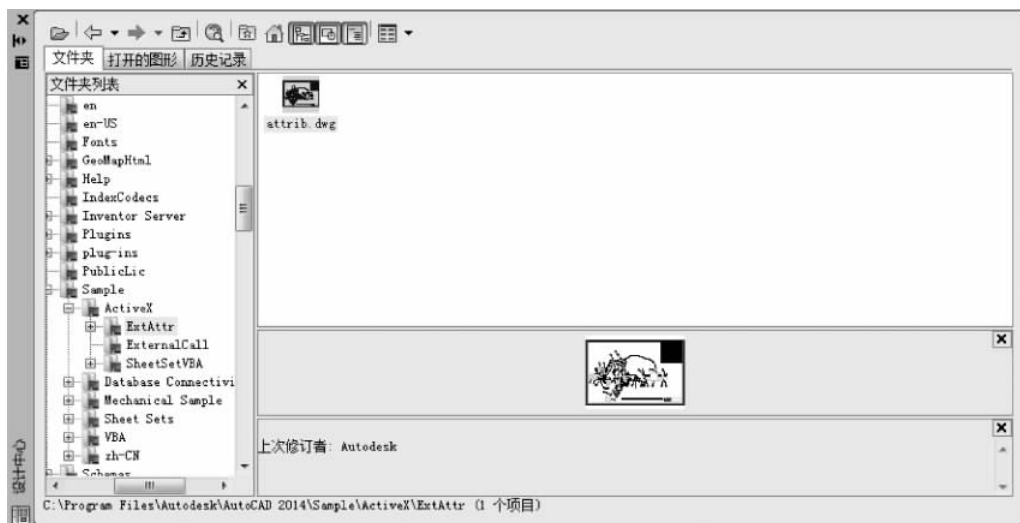 文件夹 打开的图形 历史记录
文件夹列表
en
en-US
Fonts
GeoMapHtml
Help
IndexCodecs
Inventor Server
Plugins
plug-ins
PublicLic
Sample
ActiveX
ExtAttr
ExternalCall
SheetSetVBA
Database Connectivi
Mechanical Sample
Sheet Sets
VBA
zh-CN
Schemas
attrib.dwg
上次修订者: Autodesk
设计中心
C:\Program Files\Autodesk\AutoCAD 2014\Sample\ActiveX\ExtAttr (1 个项目)